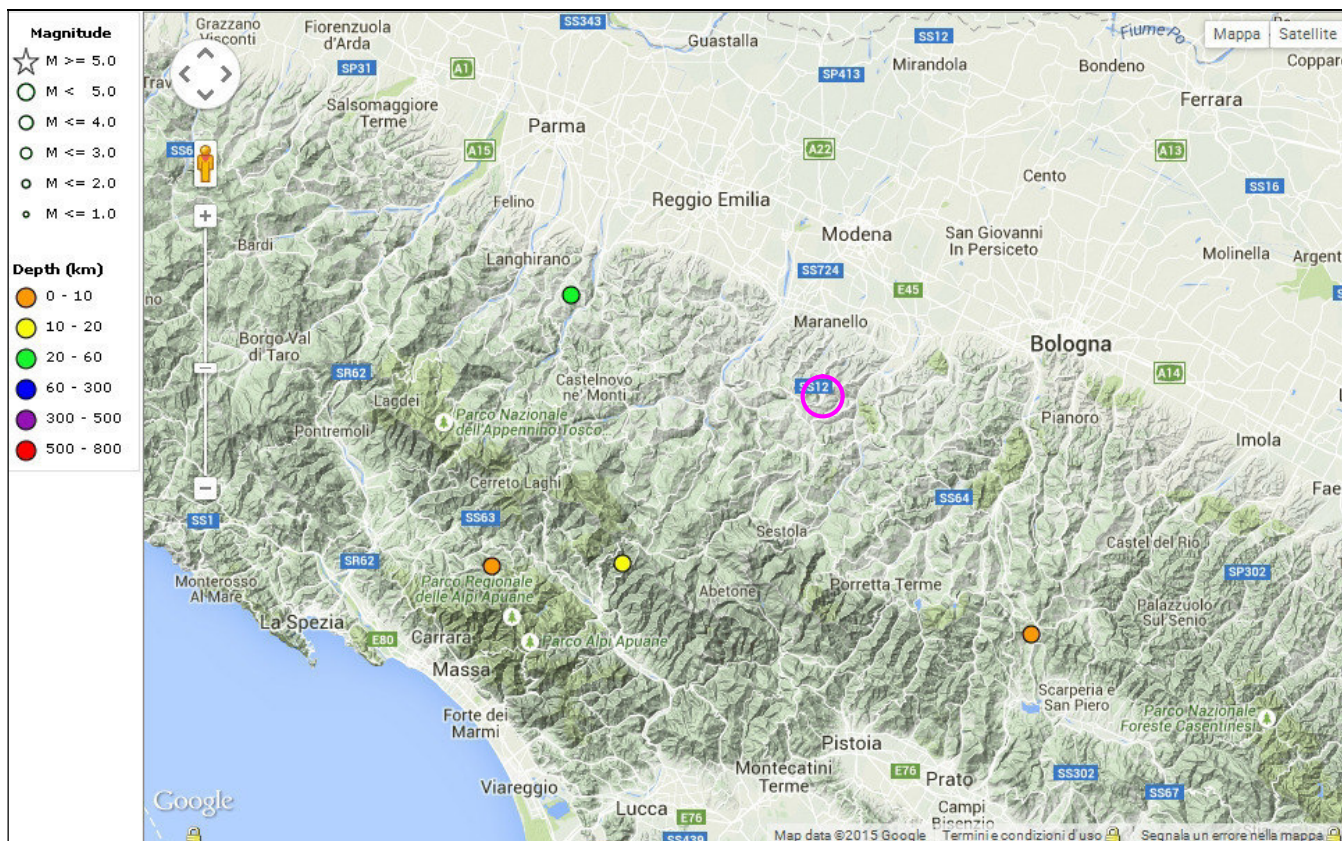 Magnitude
M >= 5.0
M < 5.0
M <= 4.0
M <= 3.0
M <= 2.0
M <= 1.0
Depth (km)
0 - 10
10 - 20
20 - 60
60 - 300
300 - 500
500 - 800
Grazzano
Visconti
Fiorenzuola
d'Arda
SS343
Guastalla
SS12
Fiume Po
Mappa
Satellite
SP31
A1
SP413
Mirandola
Bondeno
Coppar
Trav
Salsomaggiore
Terme
Parma
Ferrara
SS6
A15
A22
A13
Cento
SS16
Felino
Reggio Emilia
Modena
San Giovanni
In Persiceto
Molinella
Argent
Bardi
Langhirano
SS724
E45
no
Maranello
Borgo Val
di Taro
SR62
Bologna
A14
Lagdei
Castelnovo
ne' Monti
SS12
Parco Nazionale
dell'Appennino Tosco...
Pontremoli
Pianoro
Imola
Cerreto Laghi
SS64
Fae
SS1
SS63
Sestola
Castel del Rio
SR62
SP302
Monterosso
Al Mare
Parco Regionale
delle Alpi Apuane
Abetone
Porretta Terme
Palazzuolo
Sul Senio
La Spezia
E80
Carrara
Parco Alpi Apuane
Massa
Scarperia e
San Piero
Parco Nazionale
Foreste Casentinesi
Forte dei
Marmi
Pistoia
Montecatini
Terme
E76
Prato
SS302
Viareggio
SS67
Google
Lucca
E76
Campi
Bisenzio
SS439
Map data ©2015 Google
Termini e condizioni d'uso
Segnala un errore nella mappa